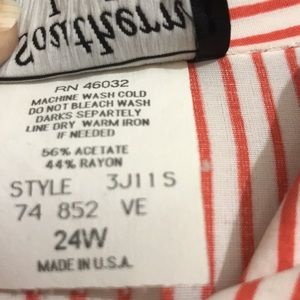 Southern
RN 46032
MACHINE WASH COLD
DO NOT BLEACH WASH
DARKS SEPARTELY
LINE DRY WARM IRON
IF NEEDED
56% ACETATE
44% RAYON
STYLE 3J11S
74 852 VE
24W
MADE IN U.S.A.